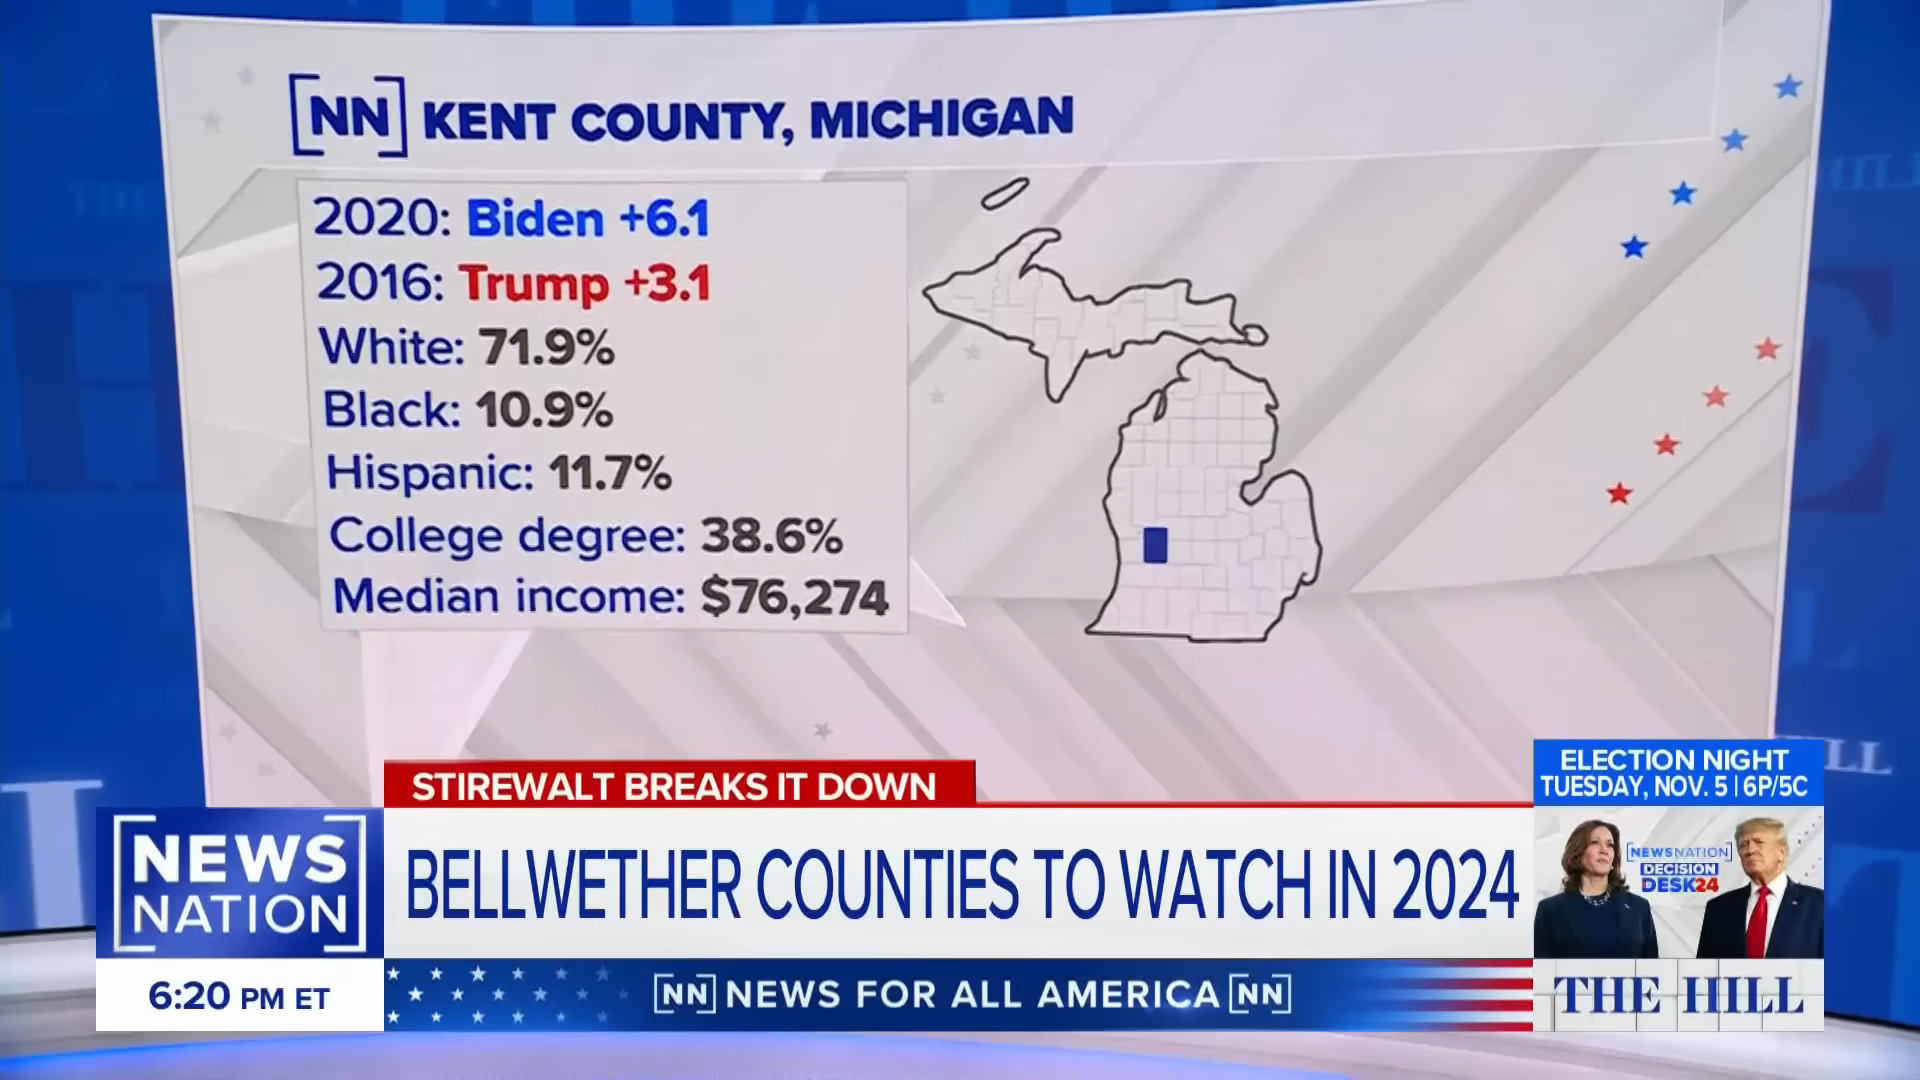 [NN] KENT COUNTY, MICHIGAN
2020: Biden +6.1
2016: Trump +3.1
White: 71.9%
Black: 10.9%
Hispanic: 11.7%
College degree: 38.6%
Median income: $76,274
STIREWALT BREAKS IT DOWN
BELLWETHER COUNTIES TO WATCH IN 2024
NEWS
NATION
6:20 PM ET
[NN] NEWS FOR ALL AMERICA [NN]
ELECTION NIGHT
TUESDAY, NOV. 5 | 6P/5C
[NEWSNATION]
DECISION
DESK24
THE HILL